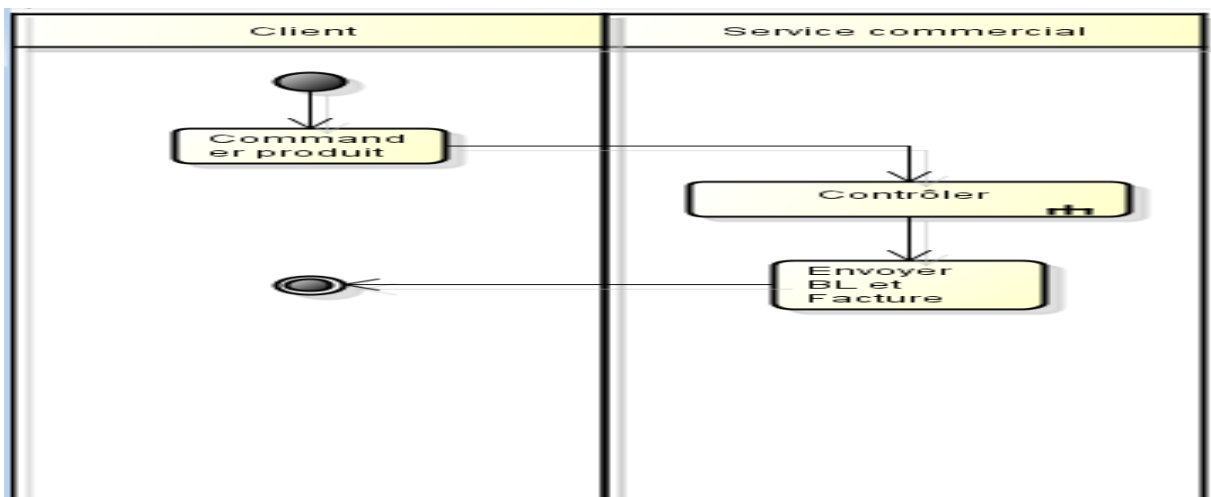 Client
Service commercial
Command
er produit
Contrôler
Envoyer
BL et
Facture